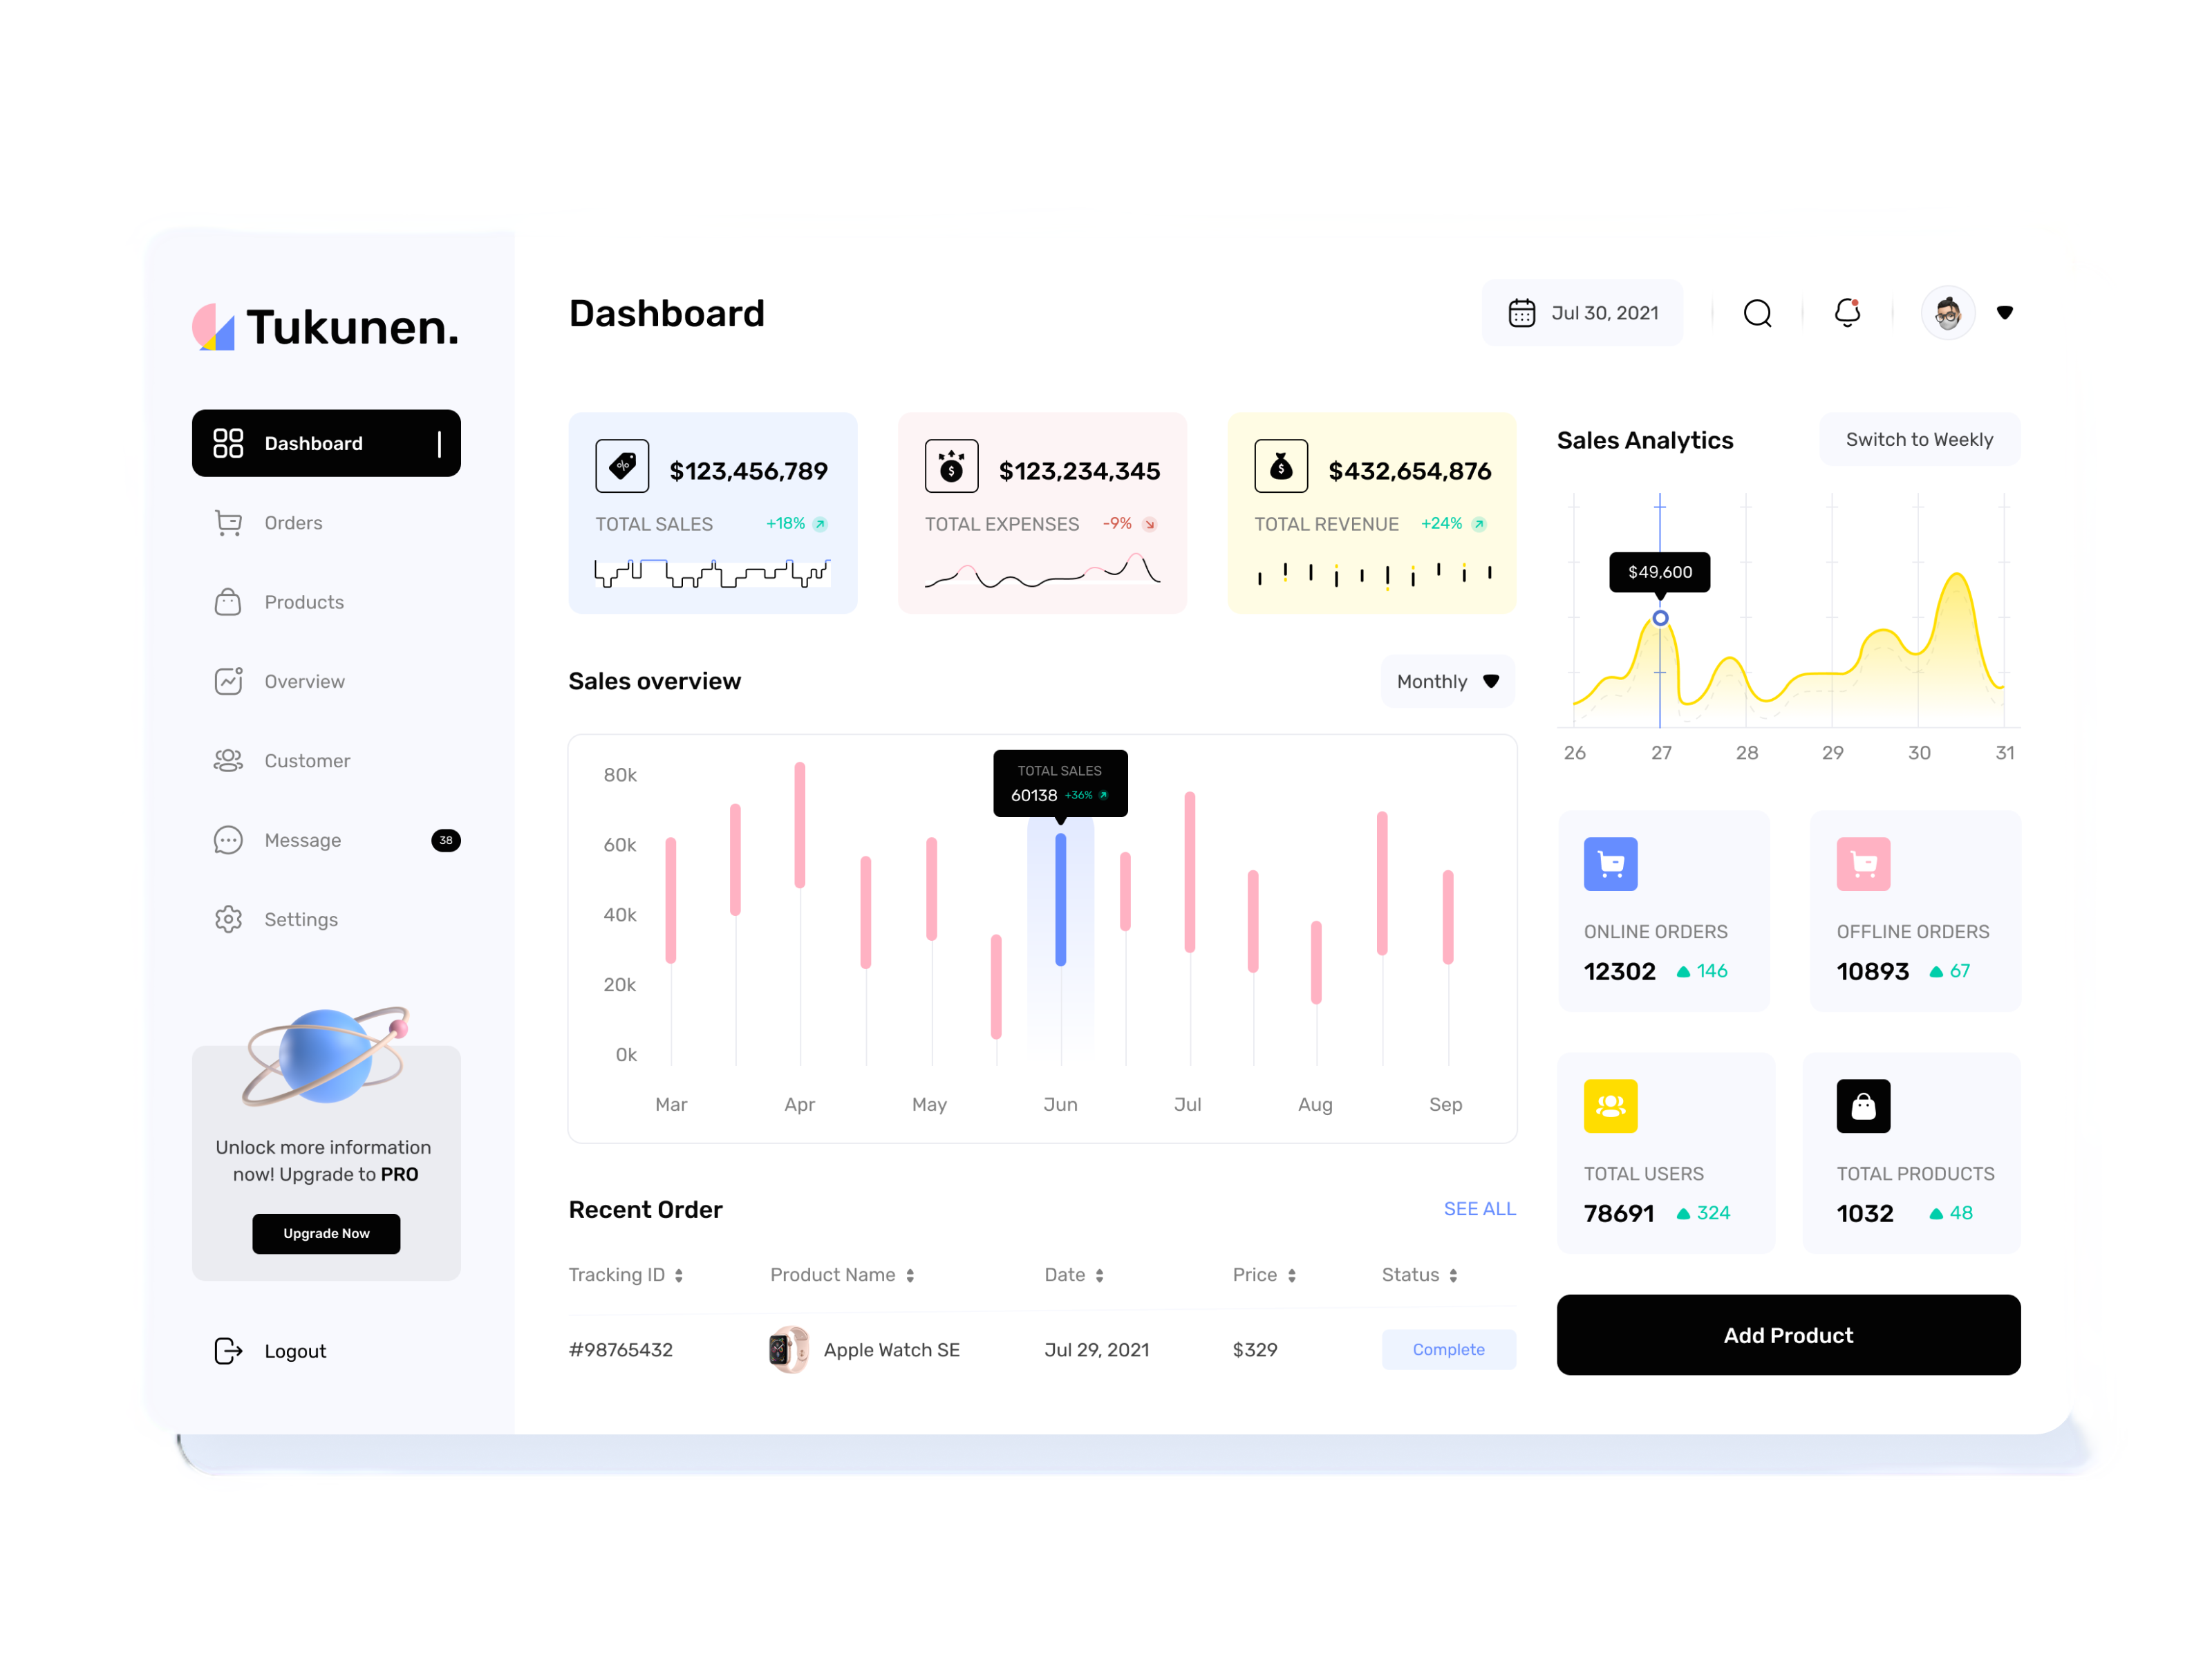 Tukunen.
Dashboard
Orders
Products
Overview
Customer
Message 38
Settings
Unlock more information
now! Upgrade to PRO
Upgrade Now
Logout
Dashboard
Jul 30, 2021
$123,456,789
TOTAL SALES +18%
$123,234,345
TOTAL EXPENSES -9%
$432,654,876
TOTAL REVENUE +24%
Sales overview
Monthly
80k
60k
40k
20k
0k
TOTAL SALES
60138 +36%
Mar Apr May Jun Jul Aug Sep
Recent Order
SEE ALL
Tracking ID Product Name Date Price Status
#98765432 Apple Watch SE Jul 29, 2021 $329 Complete
Sales Analytics
Switch to Weekly
$49,600
26 27 28 29 30 31
ONLINE ORDERS
12302 146
OFFLINE ORDERS
10893 67
TOTAL USERS
78691 324
TOTAL PRODUCTS
1032 48
Add Product